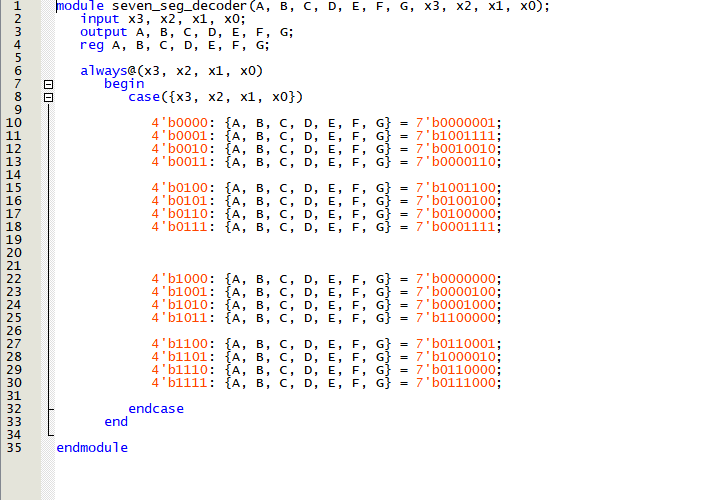 1 module seven_seg_decoder(A, B, C, D, E, F, G, x3, x2, x1, x0);
2 input x3, x2, x1, x0;
3 output A, B, C, D, E, F, G;
4 reg A, B, C, D, E, F, G;
5
6 always@(x3, x2, x1, x0)
7 begin
8 case({x3, x2, x1, x0})
9
10 4'b0000: {A, B, C, D, E, F, G} = 7'b0000001;
11 4'b0001: {A, B, C, D, E, F, G} = 7'b1001111;
12 4'b0010: {A, B, C, D, E, F, G} = 7'b0010010;
13 4'b0011: {A, B, C, D, E, F, G} = 7'b0000110;
14
15 4'b0100: {A, B, C, D, E, F, G} = 7'b1001100;
16 4'b0101: {A, B, C, D, E, F, G} = 7'b0100100;
17 4'b0110: {A, B, C, D, E, F, G} = 7'b0100000;
18 4'b0111: {A, B, C, D, E, F, G} = 7'b0001111;
19
20
21
22 4'b1000: {A, B, C, D, E, F, G} = 7'b0000000;
23 4'b1001: {A, B, C, D, E, F, G} = 7'b0000100;
24 4'b1010: {A, B, C, D, E, F, G} = 7'b0001000;
25 4'b1011: {A, B, C, D, E, F, G} = 7'b1100000;
26
27 4'b1100: {A, B, C, D, E, F, G} = 7'b0110001;
28 4'b1101: {A, B, C, D, E, F, G} = 7'b1000010;
29 4'b1110: {A, B, C, D, E, F, G} = 7'b0110000;
30 4'b1111: {A, B, C, D, E, F, G} = 7'b0111000;
31
32 endcase
33 end
34
35 endmodule